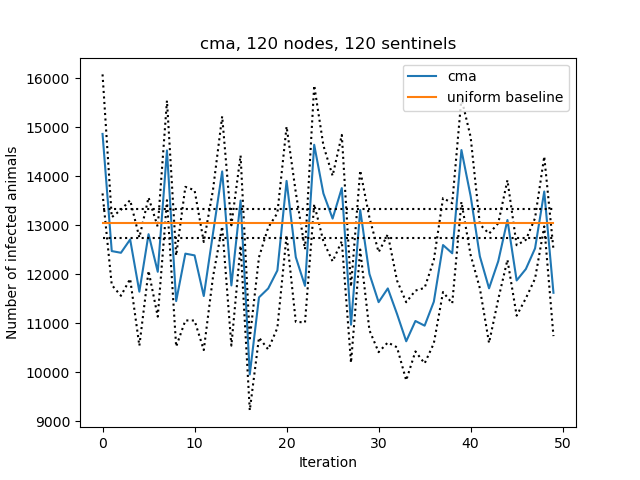 cma, 120 nodes, 120 sentinels
cma
uniform baseline
Number of infected animals
16000
15000
14000
13000
12000
11000
10000
9000
0 10 20 30 40 50
Iteration